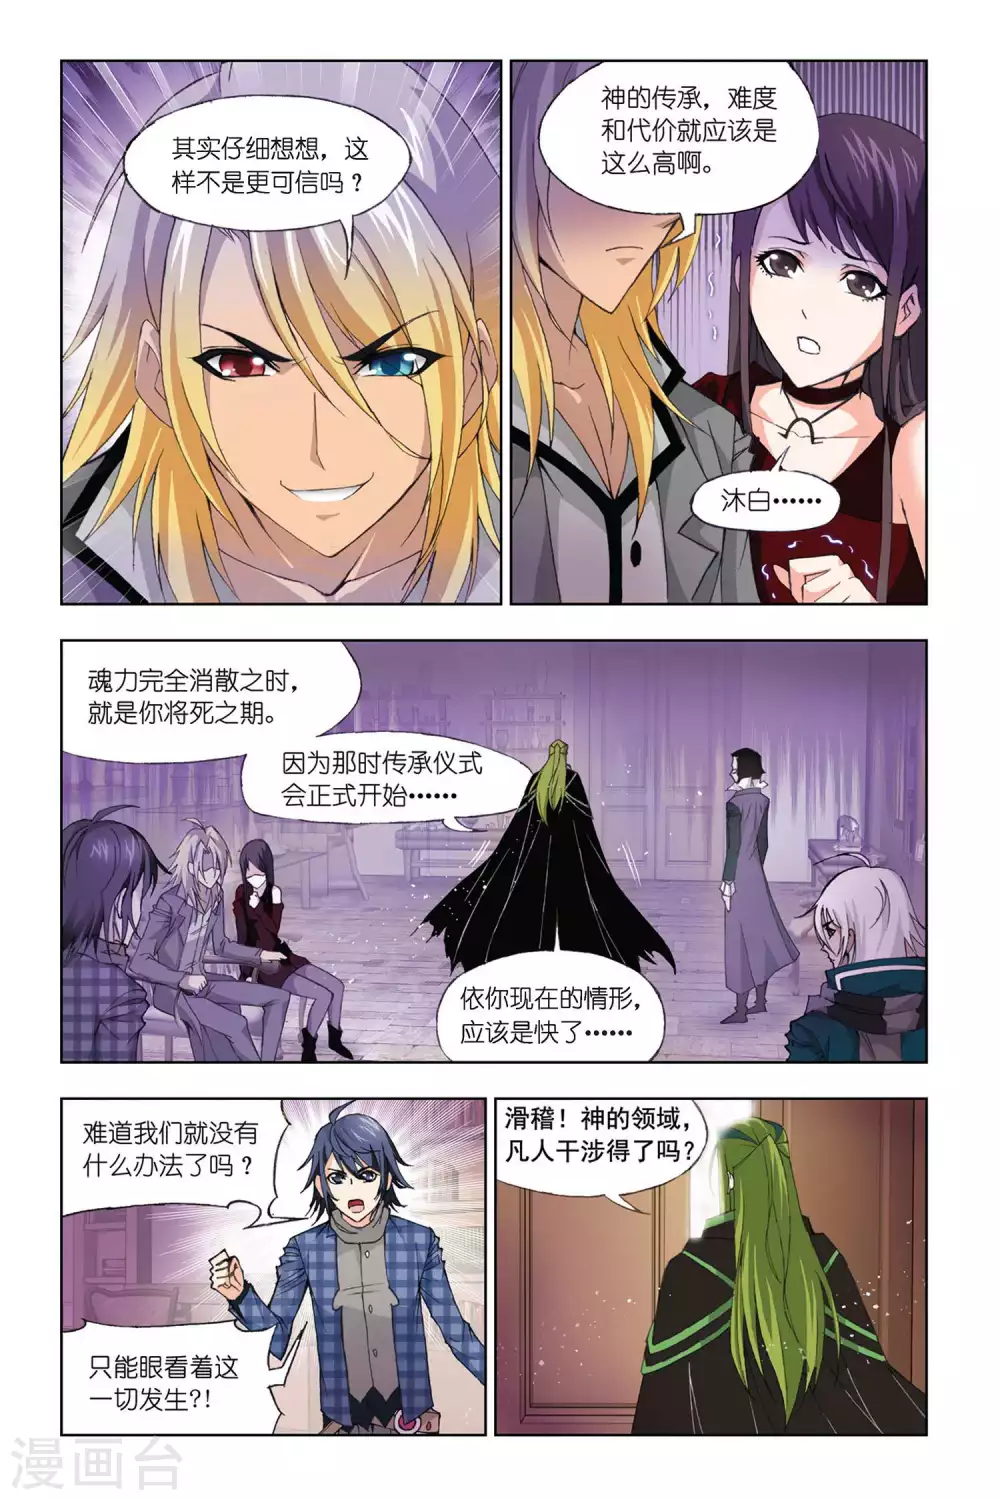 其实仔细想想，这
样不是更可信吗？
神的传承，难度
和代价就应该是
这么高啊。
沐白……
魂力完全消散之时，
就是你将死之期。
因为那时传承仪式
会正式开始……
依你现在的情形，
应该是快了……
难道我们就没有
什么办法了吗？
只能眼看着这
一切发生？！
滑稽！神的领域，
凡人干涉得了吗？
漫画台